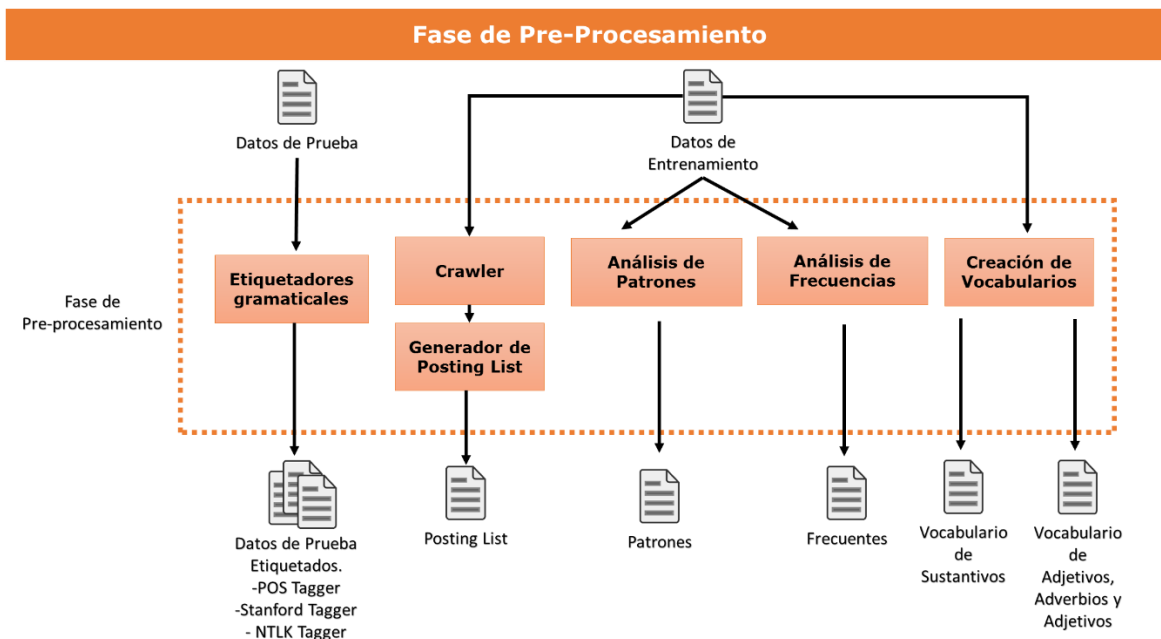 Fase de Pre-Procesamiento
Datos de Prueba
Datos de
Entrenamiento
Fase de
Pre-procesamiento
Etiquetadores
gramaticales
Crawler
Generador de
Posting List
Análisis de
Patrones
Análisis de
Frecuencias
Creación de
Vocabularios
Datos de Prueba
Etiquetados.
-POS Tagger
-Stanford Tagger
- NTLK Tagger
Posting List
Patrones
Frecuentes
Vocabulario
de
Sustantivos
Vocabulario
de
Adjetivos,
Adverbios y
Adjetivos